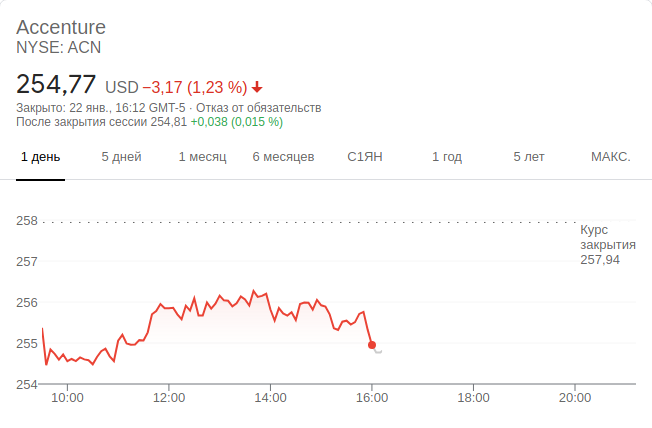 Accenture
NYSE: ACN
254,77 USD −3,17 (1,23 %)
Закрыто: 22 янв., 16:12 GMT-5 · Отказ от обязательств
После закрытия сессии 254,81 +0,038 (0,015 %)
1 день 5 дней 1 месяц 6 месяцев С1ЯН 1 год 5 лет МАКС.
258
Курс
закрытия
257,94
257
256
255
254
10:00 12:00 14:00 16:00 18:00 20:00